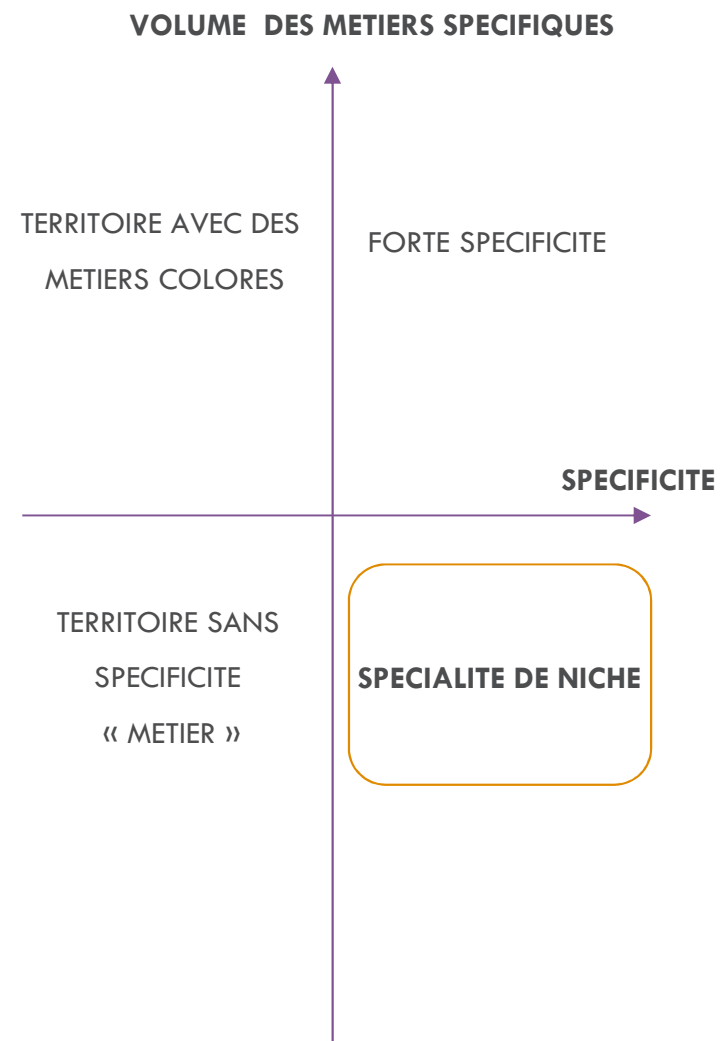 VOLUME DES METIERS SPECIFIQUES
TERRITOIRE AVEC DES
METIERS COLORES
FORTE SPECIFICITE
SPECIFICITE
TERRITOIRE SANS
SPECIFICITE
« METIER »
SPECIALITE DE NICHE